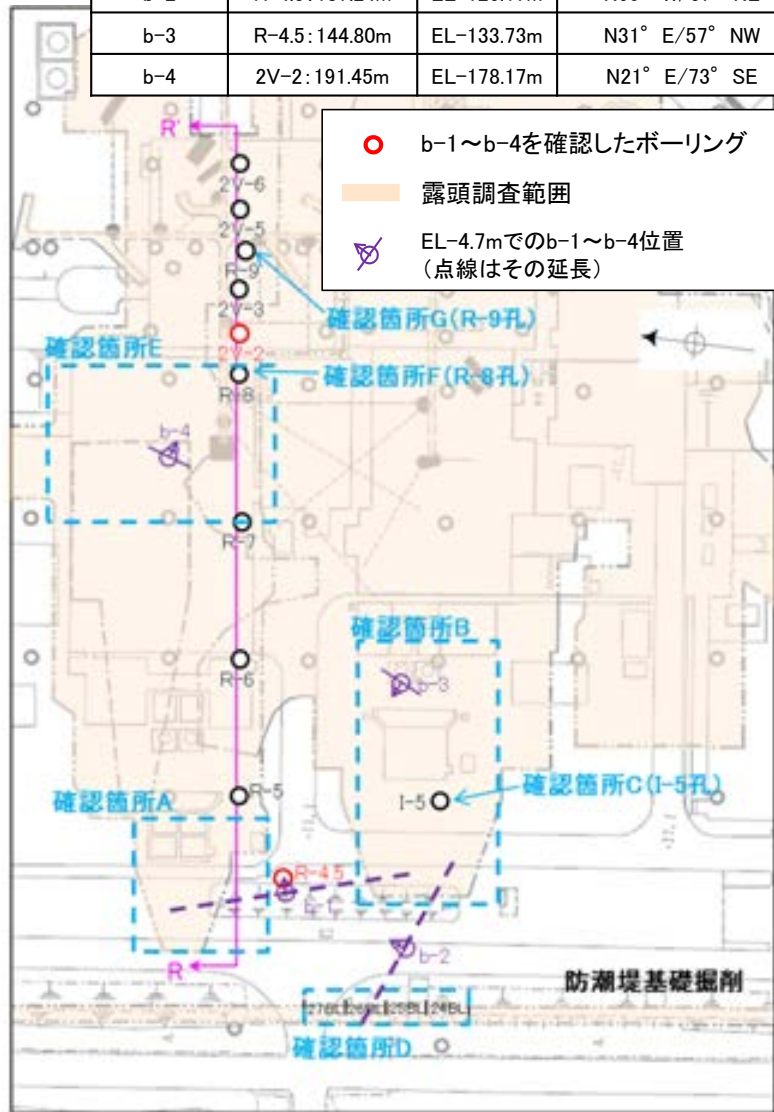 b-3 R-4.5:144.80m EL-133.73m N31° E/57° NW
b-4 2V-2:191.45m EL-178.17m N21° E/73° SE
b-1～b-4を確認したボーリング
露頭調査範囲
EL-4.7mでのb-1～b-4位置
(点線はその延長)
R'
2V-6
2V-5
R-9
2V-3
確認箇所G(R-9孔)
2V-2
確認箇所E
確認箇所F(R-8孔)
R-8
b-4
R-7
確認箇所B
R-6
b-3
R-5
I-5
確認箇所C(I-5孔)
確認箇所A
R-4.5
b-1
b-2
R
防潮堤基礎掘削
27BL 26BL 25BL 24BL
確認箇所D